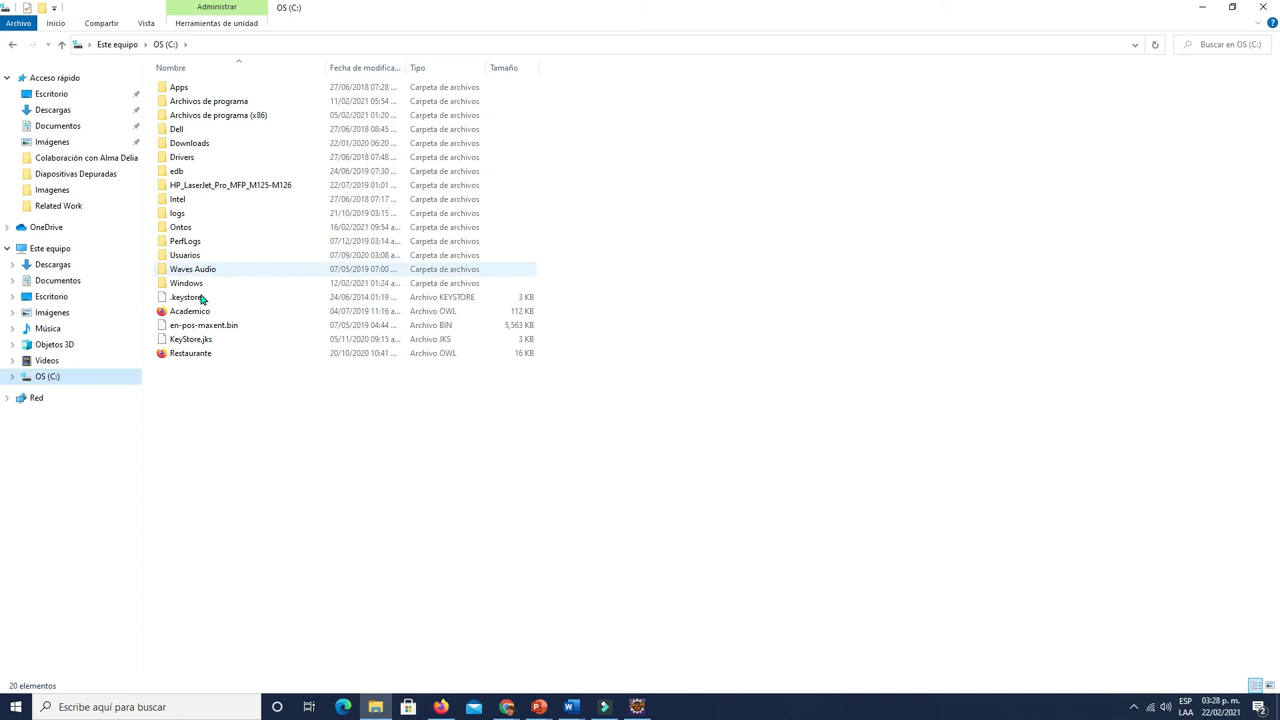 Administrar
OS (C:)
Archivo Inicio Compartir Vista Herramientas de unidad
Este equipo > OS (C:) >
Buscar en OS (C:)
Nombre Fecha de modifica... Tipo Tamaño
Acceso rápido
Escritorio
Descargas
Documentos
Imágenes
Colaboración con Alma Delia
Diapositivas Depuradas
Imagenes
Related Work
OneDrive
Este equipo
Descargas
Documentos
Escritorio
Imágenes
Música
Objetos 3D
Videos
OS (C:)
Red
Apps 27/06/2018 07:28 ... Carpeta de archivos
Archivos de programa 11/02/2021 05:54 ... Carpeta de archivos
Archivos de programa (x86) 05/02/2021 01:20 ... Carpeta de archivos
Dell 27/06/2018 08:45 ... Carpeta de archivos
Downloads 22/01/2020 06:20 ... Carpeta de archivos
Drivers 27/06/2018 07:48 ... Carpeta de archivos
edb 24/06/2019 07:30 ... Carpeta de archivos
HP_LaserJet_Pro_MFP_M125-M126 22/07/2019 01:01 ... Carpeta de archivos
Intel 27/06/2018 07:17 ... Carpeta de archivos
logs 21/10/2019 03:15 ... Carpeta de archivos
Ontos 16/02/2021 09:54 a... Carpeta de archivos
PerfLogs 07/12/2019 03:14 a... Carpeta de archivos
Usuarios 07/09/2020 03:08 a... Carpeta de archivos
Waves Audio 07/05/2019 07:00 ... Carpeta de archivos
Windows 12/02/2021 01:24 a... Carpeta de archivos
.keystore 24/06/2014 01:19 ... Archivo KEYSTORE 3 KB
Academico 04/07/2019 11:16 a... Archivo OWL 112 KB
en-pos-maxent.bin 07/05/2019 04:44 ... Archivo BIN 5,563 KB
KeyStore.jks 05/11/2020 09:15 a... Archivo JKS 3 KB
Restaurante 20/10/2020 10:41 ... Archivo OWL 16 KB
20 elementos
Escribe aquí para buscar
ESP 03:28 p. m.
LAA 22/02/2021
2